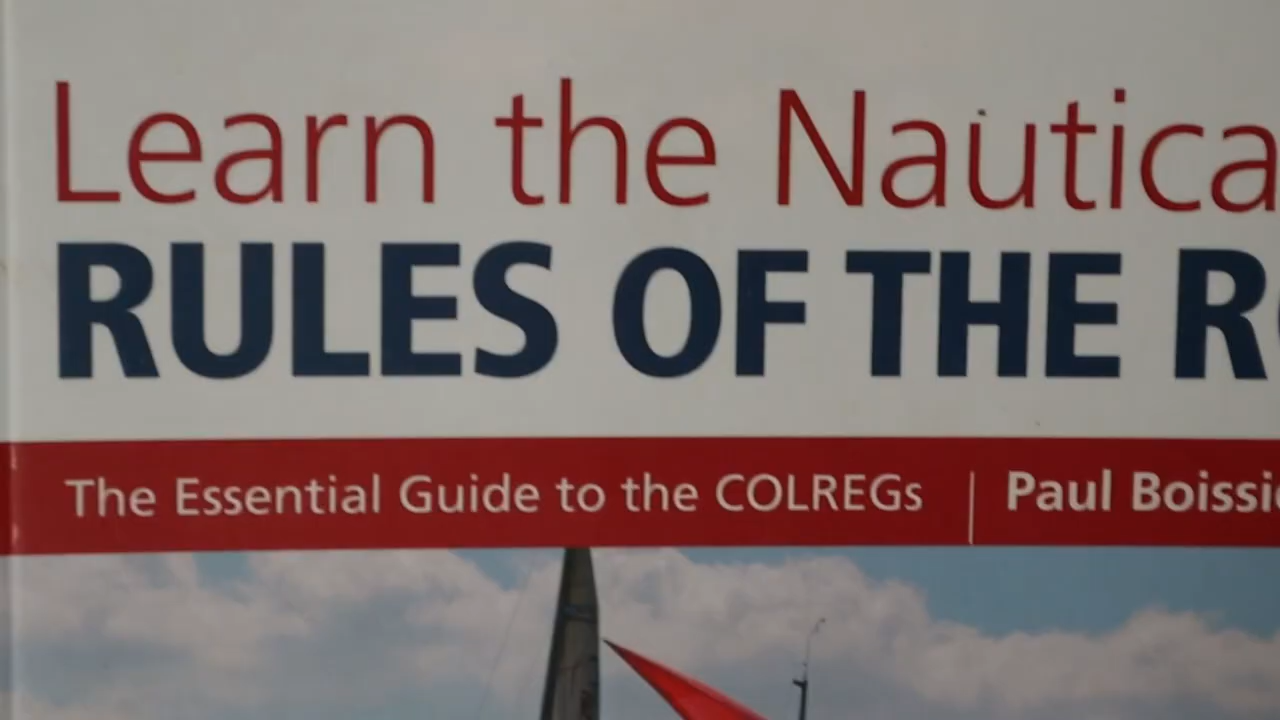 Learn the Nautica
RULES OF THE R
The Essential Guide to the COLREGs | Paul Boissi